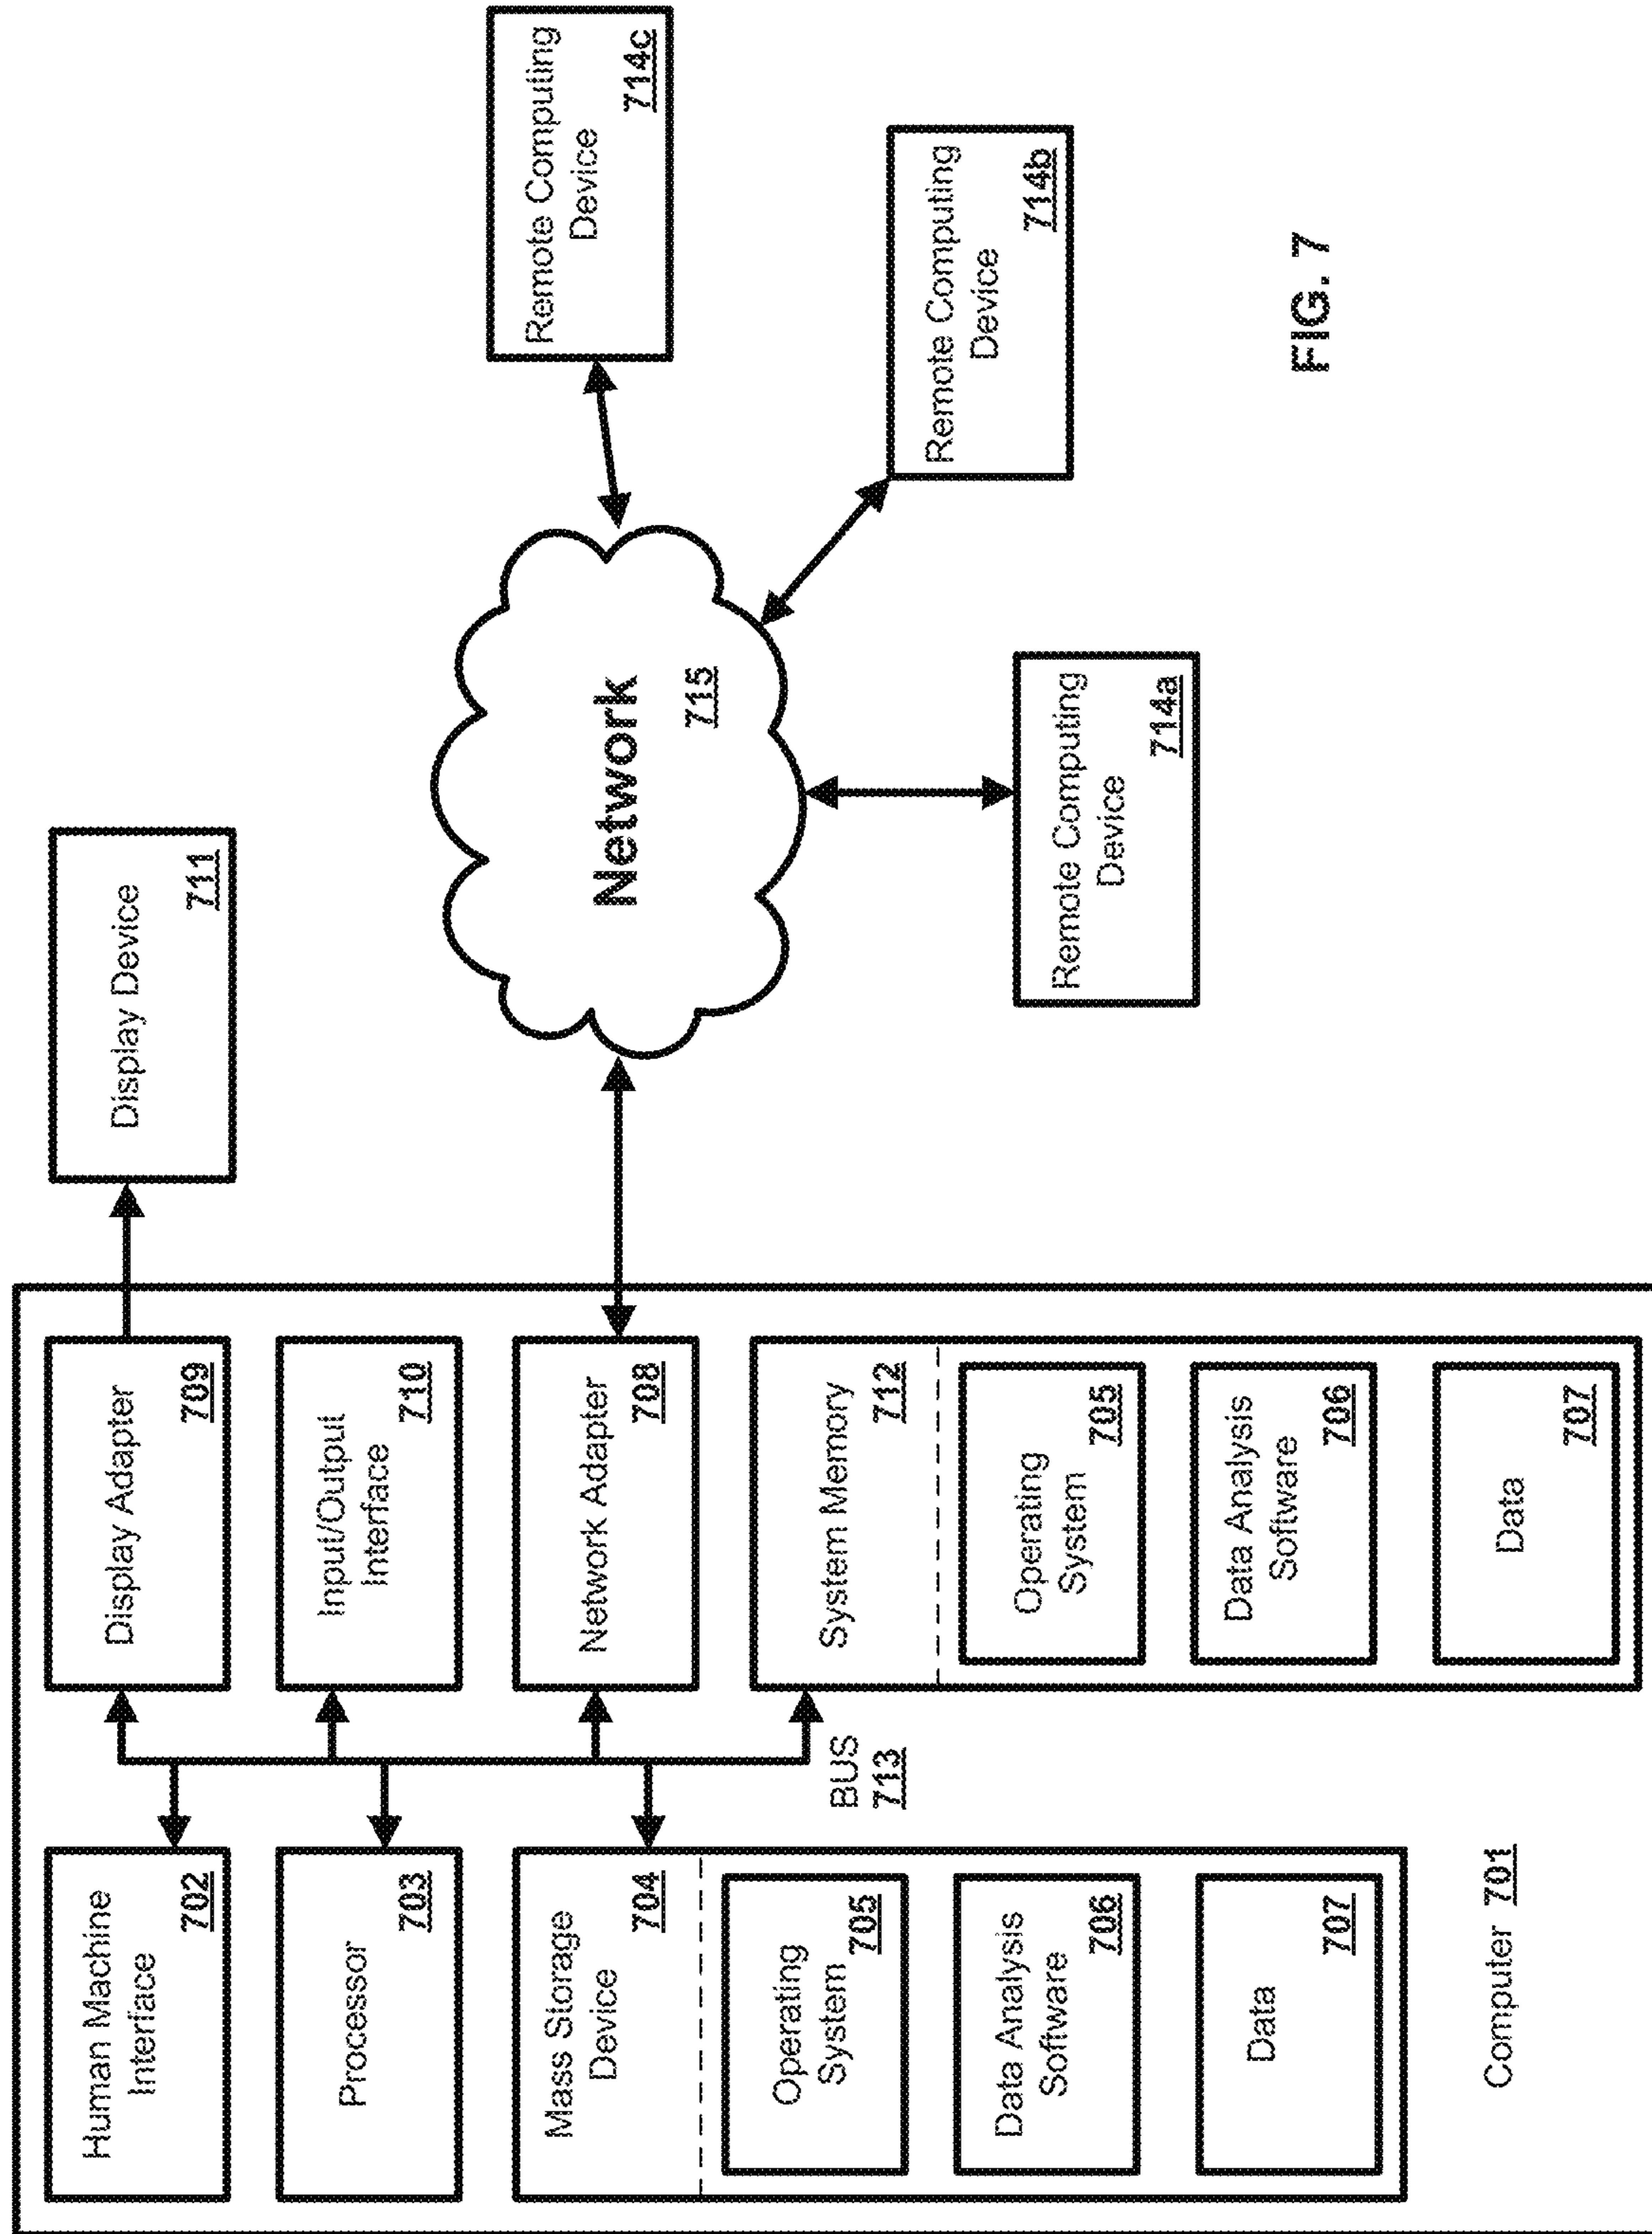 Human Machine
Interface
702
Processor
703
Mass Storage
Device
704
Operating
System
705
Data Analysis
Software
706
Data
707
Computer 701
Display Adapter
709
Input/Output
Interface
710
Network Adapter
708
BUS
713
System Memory
712
Operating
System
705
Data Analysis
Software
706
Data
707
Display Device
711
Network
715
Remote Computing
Device
714a
Remote Computing
Device
714b
Remote Computing
Device
714c
FIG. 7